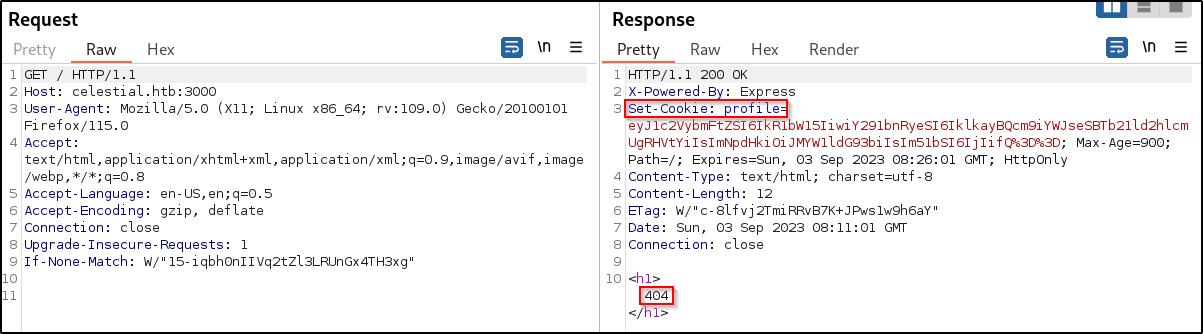 Request
Pretty Raw Hex
\n
1 GET / HTTP/1.1
2 Host: celestial.htb:3000
3 User-Agent: Mozilla/5.0 (X11; Linux x86_64; rv:109.0) Gecko/20100101
Firefox/115.0
4 Accept:
text/html,application/xhtml+xml,application/xml;q=0.9,image/avif,image
/webp,*/*;q=0.8
5 Accept-Language: en-US,en;q=0.5
6 Accept-Encoding: gzip, deflate
7 Connection: close
8 Upgrade-Insecure-Requests: 1
9 If-None-Match: W/"15-iqbh0nIIVq2tZl3LRUnGx4TH3xg"
10
11
Response
Pretty Raw Hex Render
\n
1 HTTP/1.1 200 OK
2 X-Powered-By: Express
3 Set-Cookie: profile=
eyJ1c2VybmFtZSI6IkR1bW15IiwiY291bnRyeSI6IklkayBQcm9iYWJseSBTb21ld2hlcm
UgRHVtYiIsImNpdHkiOiJMYW1ldG93biIsIm51bSI6IjIifQ%3D%3D; Max-Age=900;
Path=/; Expires=Sun, 03 Sep 2023 08:26:01 GMT; HttpOnly
4 Content-Type: text/html; charset=utf-8
5 Content-Length: 12
6 ETag: W/"c-8lfvj2TmiRRvB7K+JPws1w9h6aY"
7 Date: Sun, 03 Sep 2023 08:11:01 GMT
8 Connection: close
9
10 <h1>
404
</h1>